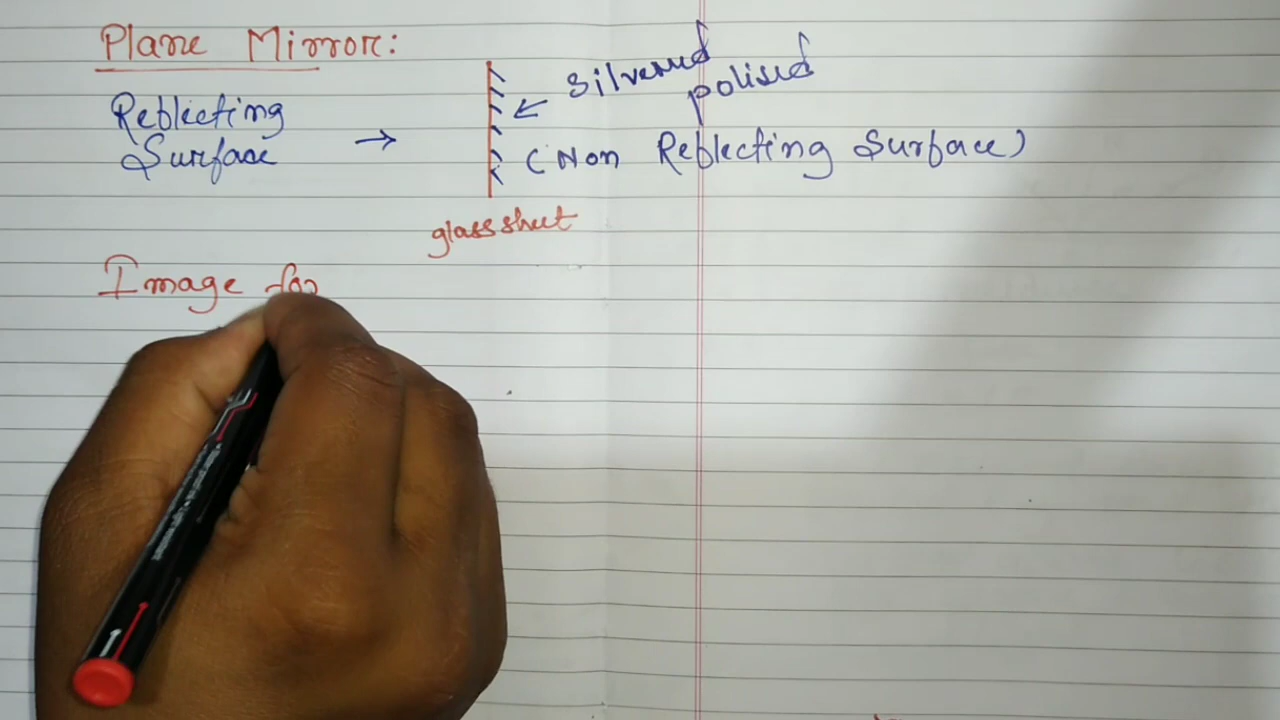 Plane Mirror:
Silvered
polised
Reflecting
Surface →
(Non Reflecting Surface)
glass sheet
Image for